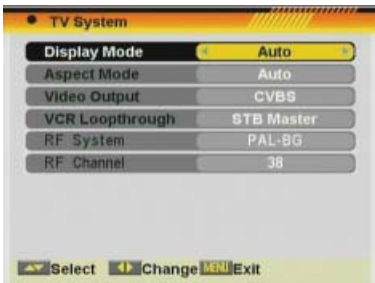 TV System
Display Mode Auto
Aspect Mode Auto
Video Output CVBS
VCR Loopthrough STB Master
RF System PAL-BG
RF Channel 38
Select Change MENU Exit